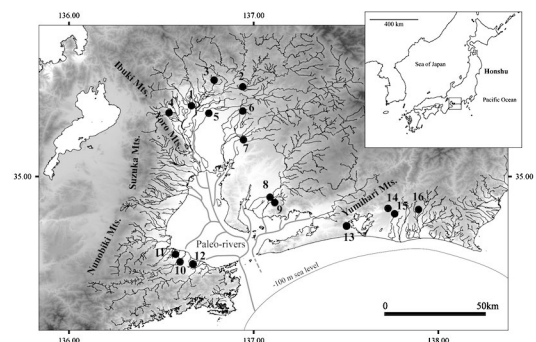 136.00
137.00
400 km
Sea of Japan
Honshu
Pacific Ocean
Ibuki Mts.
3
2
4
1
5
6
Yoro Mts.
7
35.00
35.00
Suzuka Mts.
8
9
Yumihari Mts.
14
15
16
13
Nunobiki Mts.
Paleo-rivers
11
10
12
-100 m sea level
0
50km
136.00
137.00
138.00